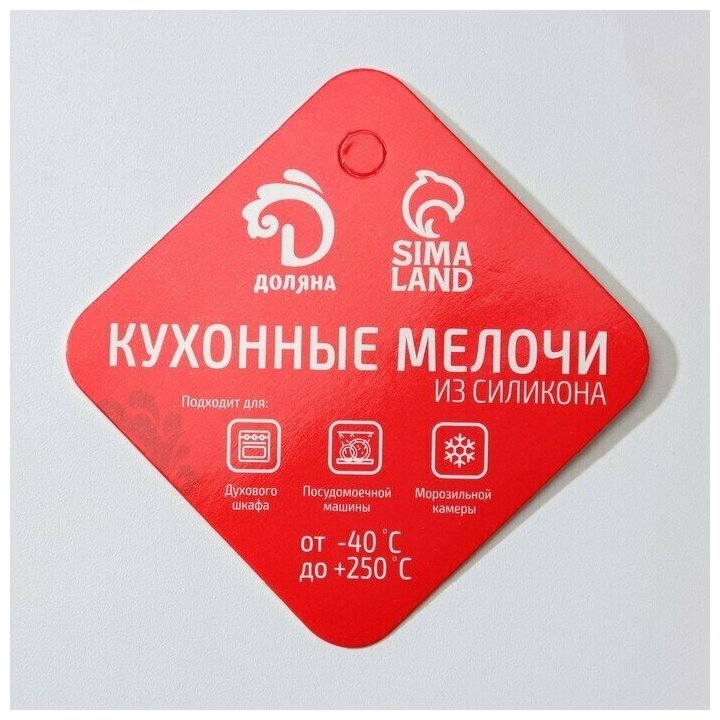 ДОЛЯНА
SIMA
LAND
КУХОННЫЕ МЕЛОЧИ
ИЗ СИЛИКОНА
Подходит для:
Духового
шкафа
Посудомоечной
машины
Морозильной
камеры
от -40 °C
до +250 °C